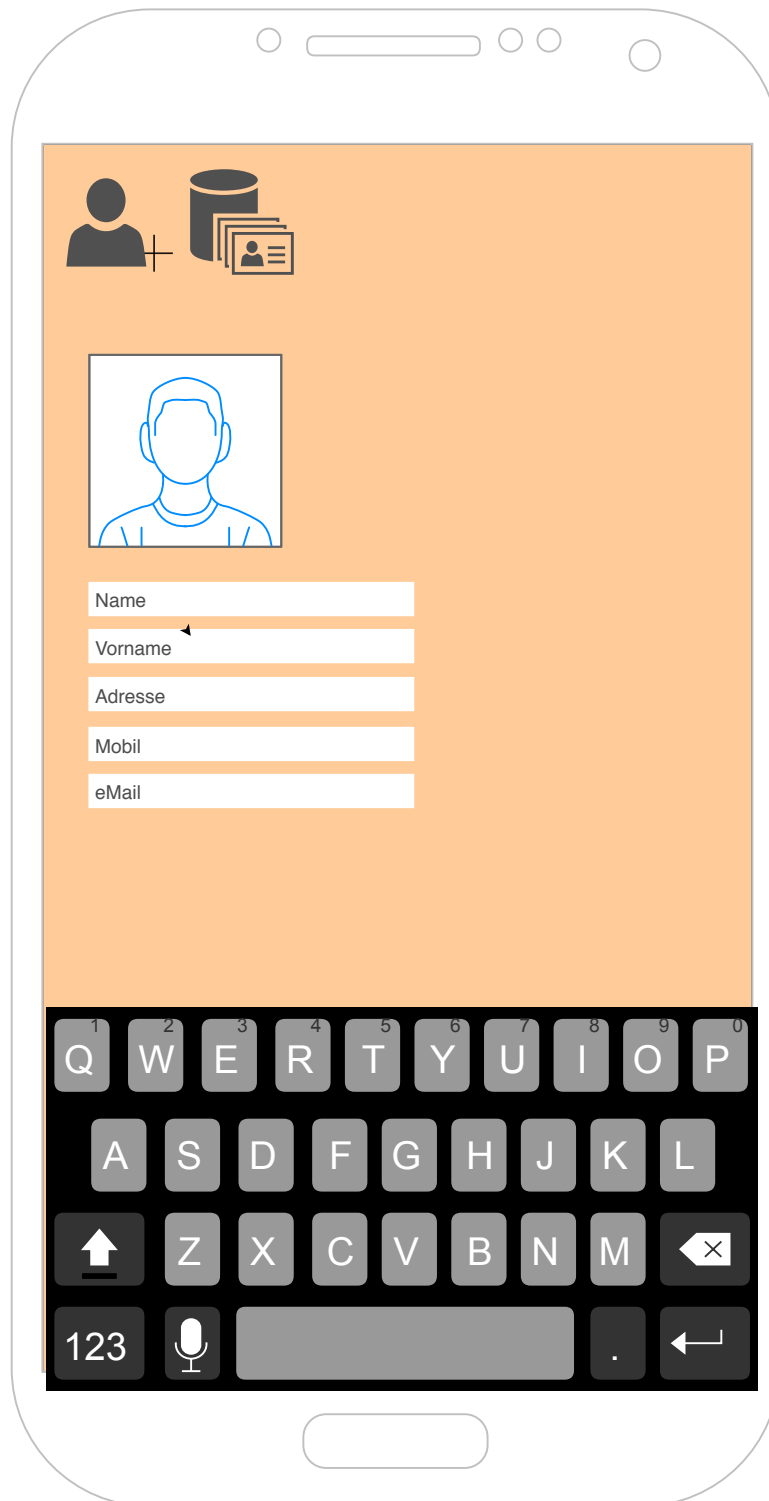 Name
Vorname
Adresse
Mobil
eMail
1 2 3 4 5 6 7 8 9 0
Q W E R T Y U I O P
A S D F G H J K L
Z X C V B N M
123 .